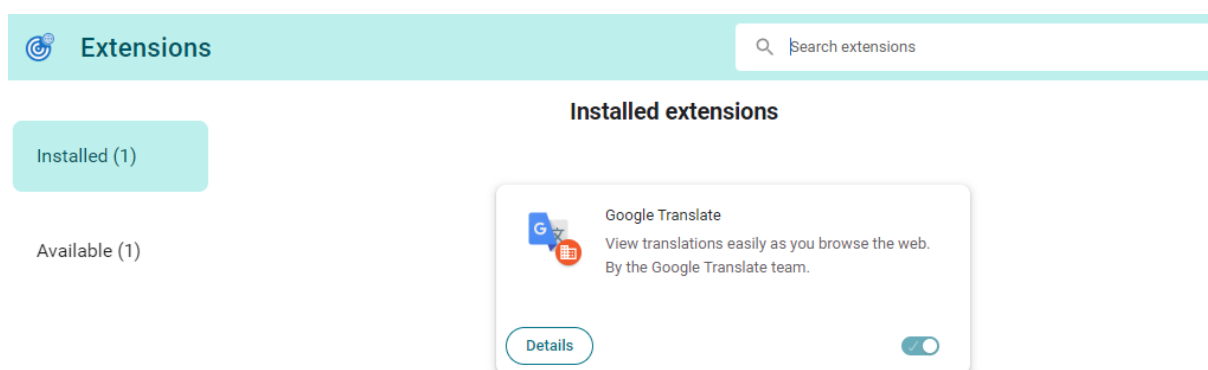 Extensions
Search extensions
Installed extensions
Installed (1)
Google Translate
View translations easily as you browse the web.
By the Google Translate team.
Available (1)
Details